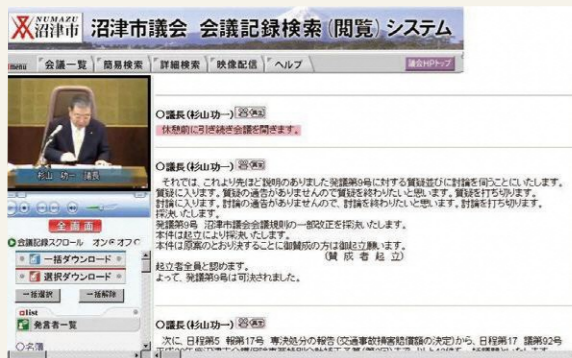 NUMAZU
沼津市 沼津市議会 会議記録検索(閲覧)システム
menu 会議一覧 簡易検索 詳細検索 映像配信 ヘルプ 議会HPトップ
杉山 功一 議長
全画面
会議記録スクロール オン オフ
一括ダウンロード
選択ダウンロード
一括選択 一括解除
list
発言者一覧
○名簿
○議長(杉山功一)
休憩前に引き続き会議を開きます。
○議長(杉山功一)
それでは、これより先ほど説明のありました発議第9号に対する質疑並びに討論を伺うことにいたします。
質疑に入ります。質疑の通告がありませんので質疑を終わりたいと思います。質疑を打ち切ります。
討論に入ります。討論の通告がありませんので、討論を終わりたいと思います。討論を打ち切ります。
採決いたします。
発議第9号 沼津市議会会議規則の一部改正を採決いたします。
本件は起立により採決いたします。
本件は原案のとおり決することに御賛成の方は御起立願います。
(賛成者起立)
起立者全員と認めます。
よって、発議第9号は可決されました。
○議長(杉山功一)
次に、日程第5 報第17号 専決処分の報告(交通事故損害賠償額の決定)から、日程第17 議第92号